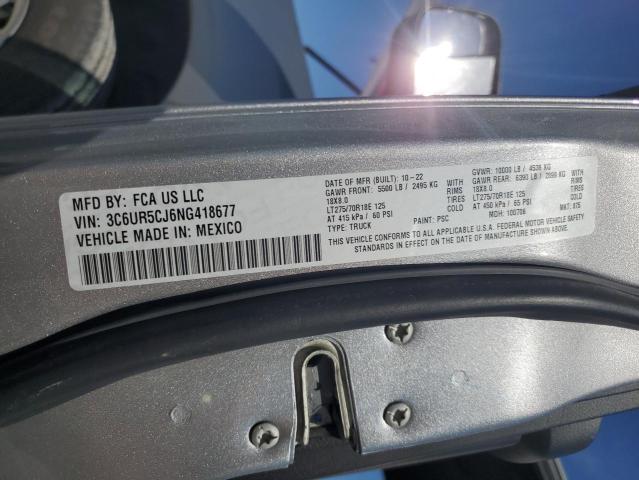 MFD BY: FCA US LLC
VIN: 3C6UR5CJ6NG418677
VEHICLE MADE IN: MEXICO
DATE OF MFR (BUILT): 10-22
GAWR FRONT: 5500 LB / 2495 KG
18X8.0
LT275/70R18E 125
AT 415 kPa / 60 PSI COLD
TYPE: TRUCK
PAINT: PSC
GVWR: 10000 LB / 4536 KG
GAWR REAR: 6390 LB / 2898 KG
18X8.0
LT275/70R18E 125
AT 450 kPa / 65 PSI COLD
MDH: 100706
MKT: KIS
THIS VEHICLE CONFORMS TO ALL APPLICABLE U.S.A. FEDERAL MOTOR VEHICLE SAFETY
STANDARDS IN EFFECT ON THE DATE OF MANUFACTURE SHOWN ABOVE.